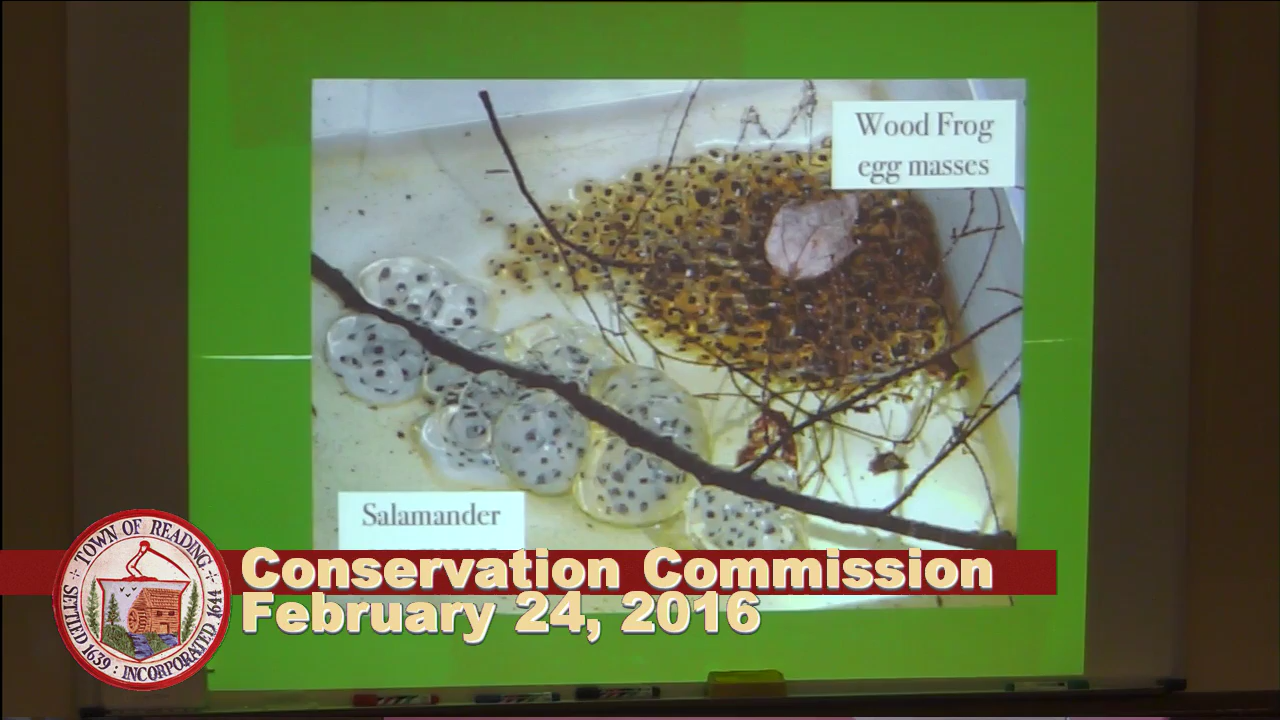 Wood Frog
egg masses
Salamander
TOWN OF READING
SETTLED 1639 : INCORPORATED 1644
Conservation Commission
February 24, 2016